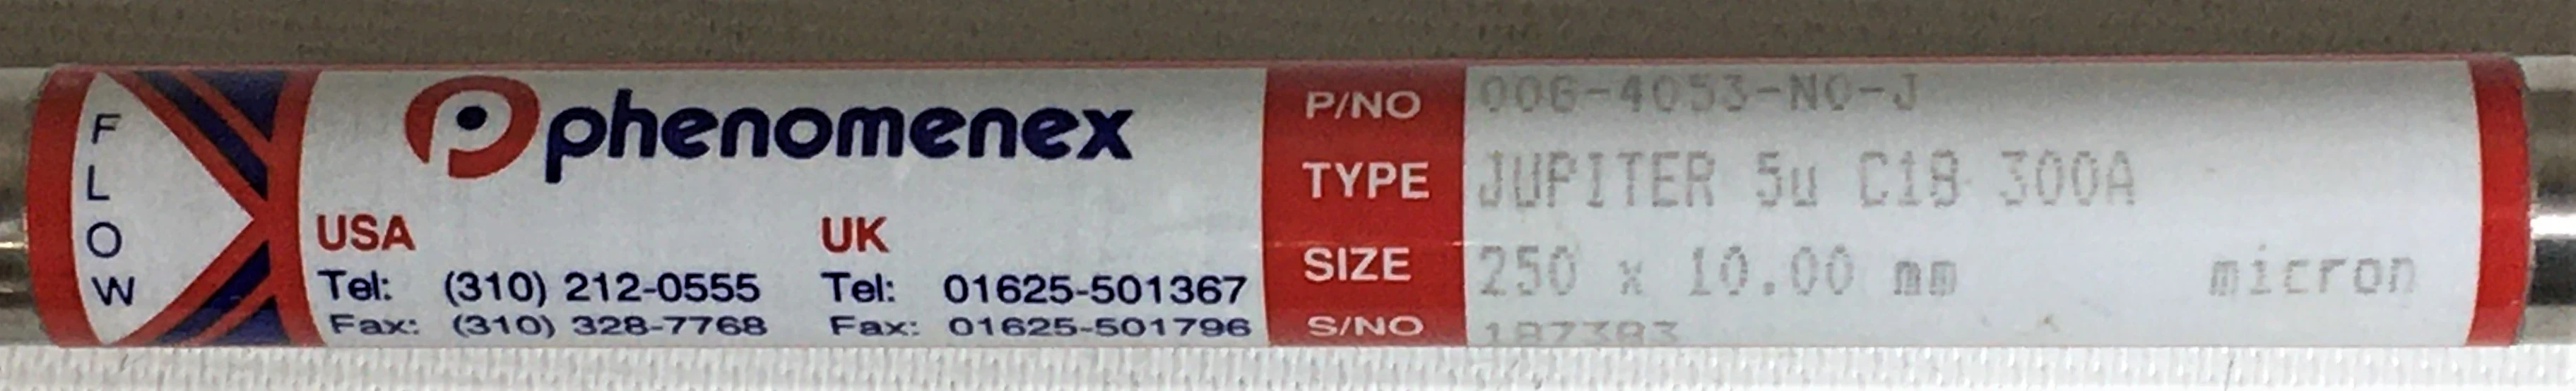 FLOW
phenomenex
USA
Tel: (310) 212-0555
Fax: (310) 328-7768
UK
Tel: 01625-501367
Fax: 01625-501796
P/NO 00G-4053-N0-J
TYPE JUPITER 5u C18 300A
SIZE 250 x 10.00 mm micron
S/NO